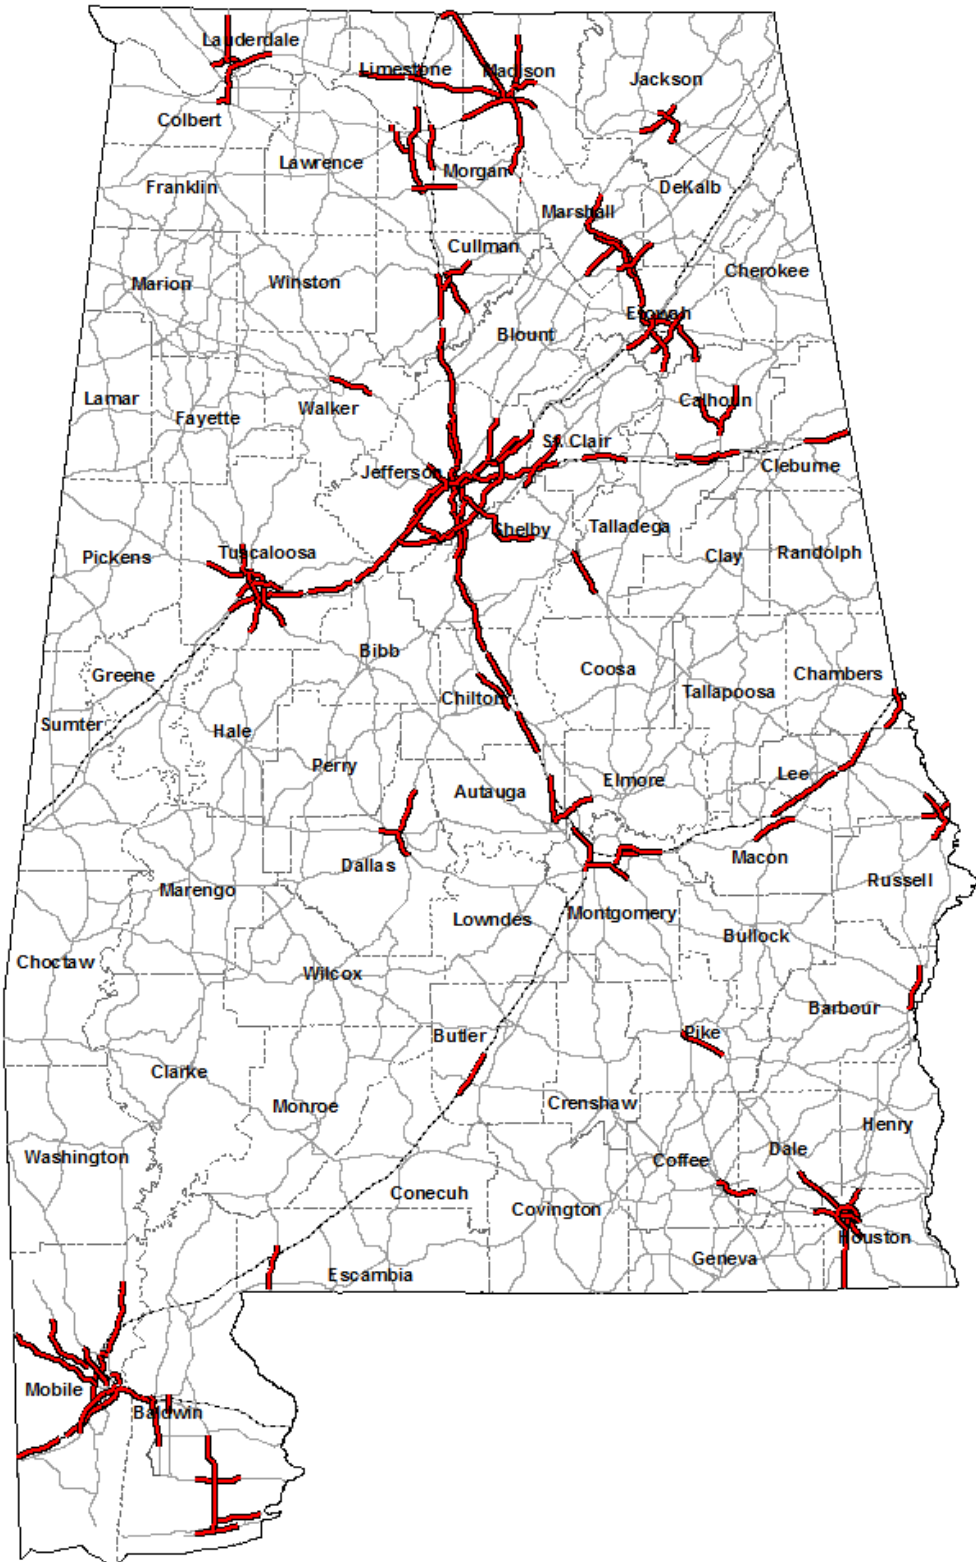 Lauderdale
Limestone
Madison
Jackson
Colbert
Lawrence
Morgan
Franklin
DeKalb
Marshall
Cullman
Cherokee
Marion
Winston
Etowah
Blount
Lamar
Fayette
Walker
Calhoun
St. Clair
Jefferson
Cleburne
Shelby
Talladega
Pickens
Tuscaloosa
Clay
Randolph
Bibb
Greene
Coosa
Chambers
Tallapoosa
Chilton
Sumter
Hale
Perry
Lee
Elmore
Autauga
Macon
Dallas
Russell
Marengo
Lowndes
Montgomery
Bullock
Choctaw
Wilcox
Barbour
Butler
Pike
Clarke
Monroe
Crenshaw
Henry
Washington
Dale
Coffee
Conecuh
Covington
Houston
Geneva
Escambia
Mobile
Baldwin